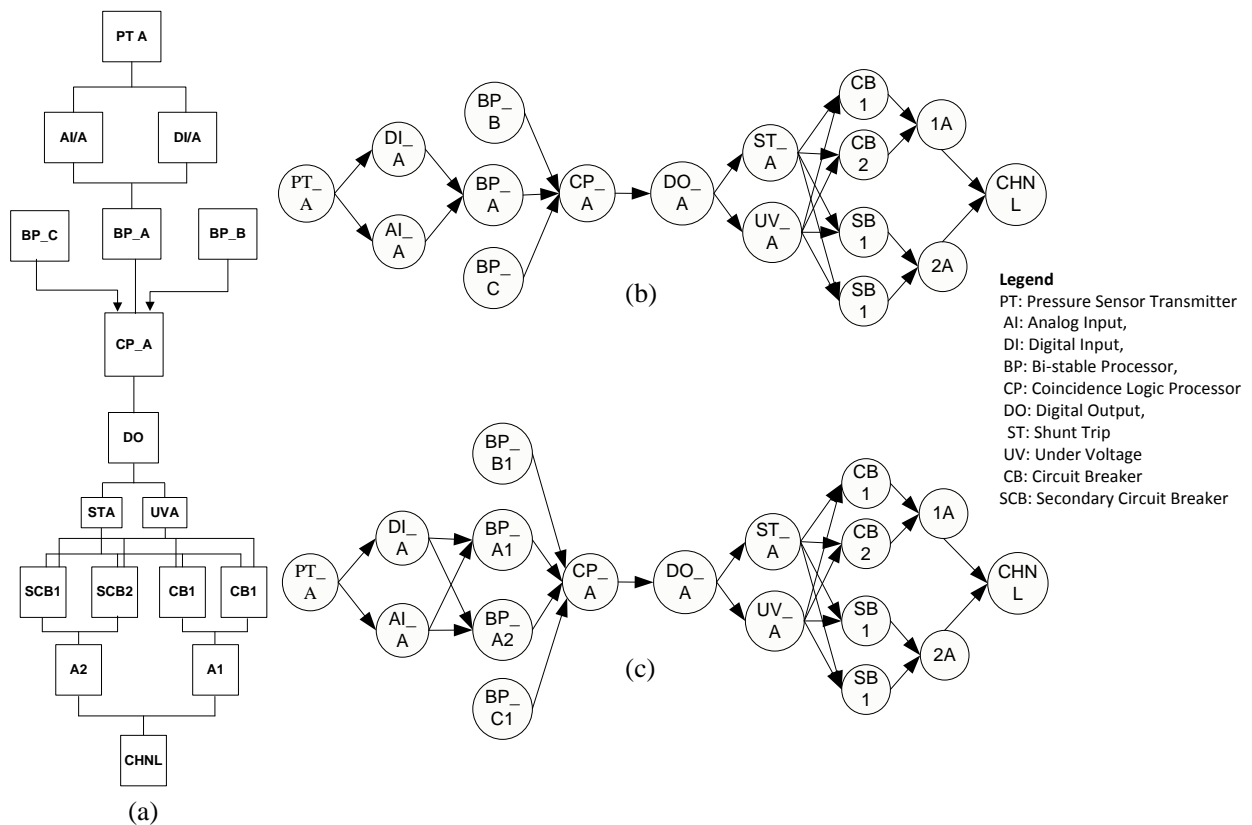 PT A
AI/A
DI/A
BP_C
BP_A
BP_B
CP_A
DO
STA
UVA
SCB1
SCB2
CB1
CB1
A2
A1
CHNL
(a)
PT_
A
DI_
A
AI_
A
BP_
B
BP_
A
BP_
C
CP_
A
DO_
A
ST_
A
UV_
A
CB
1
CB
2
SB
1
SB
1
1A
2A
CHN
L
(b)
PT_
A
DI_
A
AI_
A
BP_
B1
BP_
A1
BP_
A2
BP_
C1
CP_
A
DO_
A
ST_
A
UV_
A
CB
1
CB
2
SB
1
SB
1
1A
2A
CHN
L
(c)
Legend
PT: Pressure Sensor Transmitter
AI: Analog Input,
DI: Digital Input,
BP: Bi-stable Processor,
CP: Coincidence Logic Processor
DO: Digital Output,
ST: Shunt Trip
UV: Under Voltage
CB: Circuit Breaker
SCB: Secondary Circuit Breaker